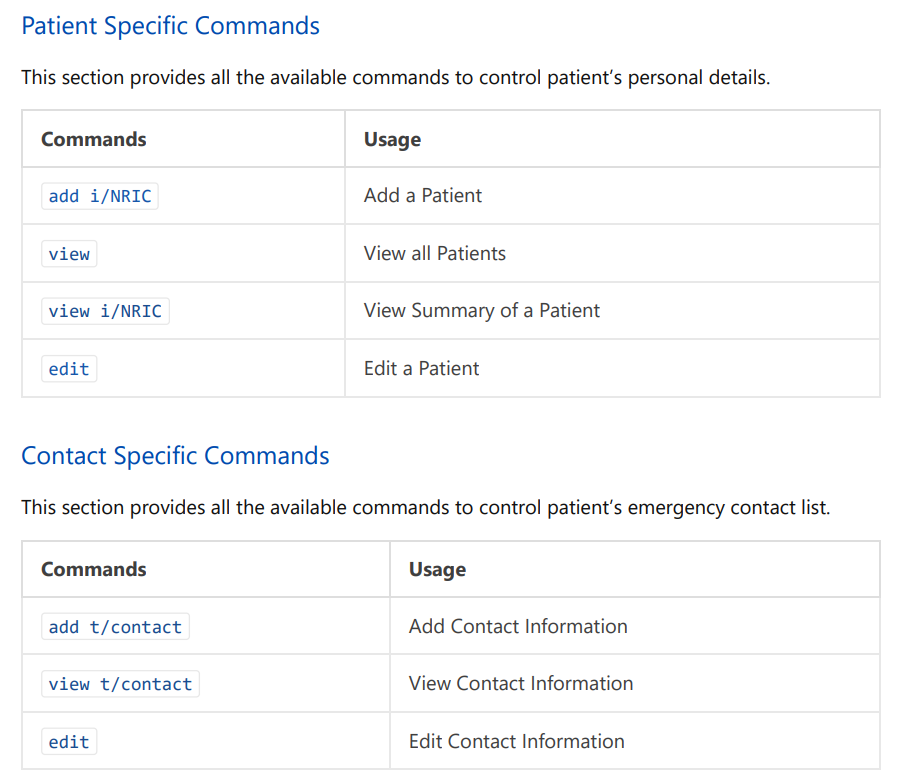 Patient Specific Commands
This section provides all the available commands to control patient’s personal details.
Commands Usage
add i/NRIC Add a Patient
view View all Patients
view i/NRIC View Summary of a Patient
edit Edit a Patient
Contact Specific Commands
This section provides all the available commands to control patient’s emergency contact list.
Commands Usage
add t/contact Add Contact Information
view t/contact View Contact Information
edit Edit Contact Information